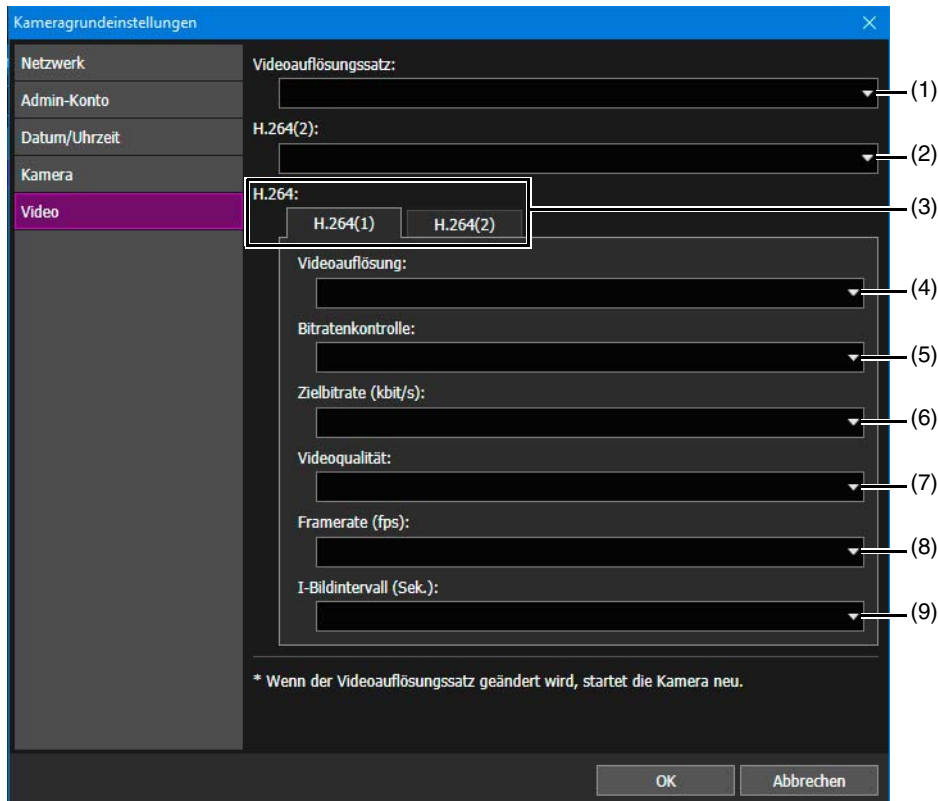 Kameragrundeinstellungen
Netzwerk
Admin-Konto
Datum/Uhrzeit
Kamera
Video
Videoauflösungssatz:
(1)
H.264(2):
(2)
H.264:
(3)
H.264(1) H.264(2)
Videoauflösung:
(4)
Bitratenkontrolle:
(5)
Zielbitrate (kbit/s):
(6)
Videoqualität:
(7)
Framerate (fps):
(8)
I-Bildintervall (Sek.):
(9)
* Wenn der Videoauflösungssatz geändert wird, startet die Kamera neu.
OK Abbrechen